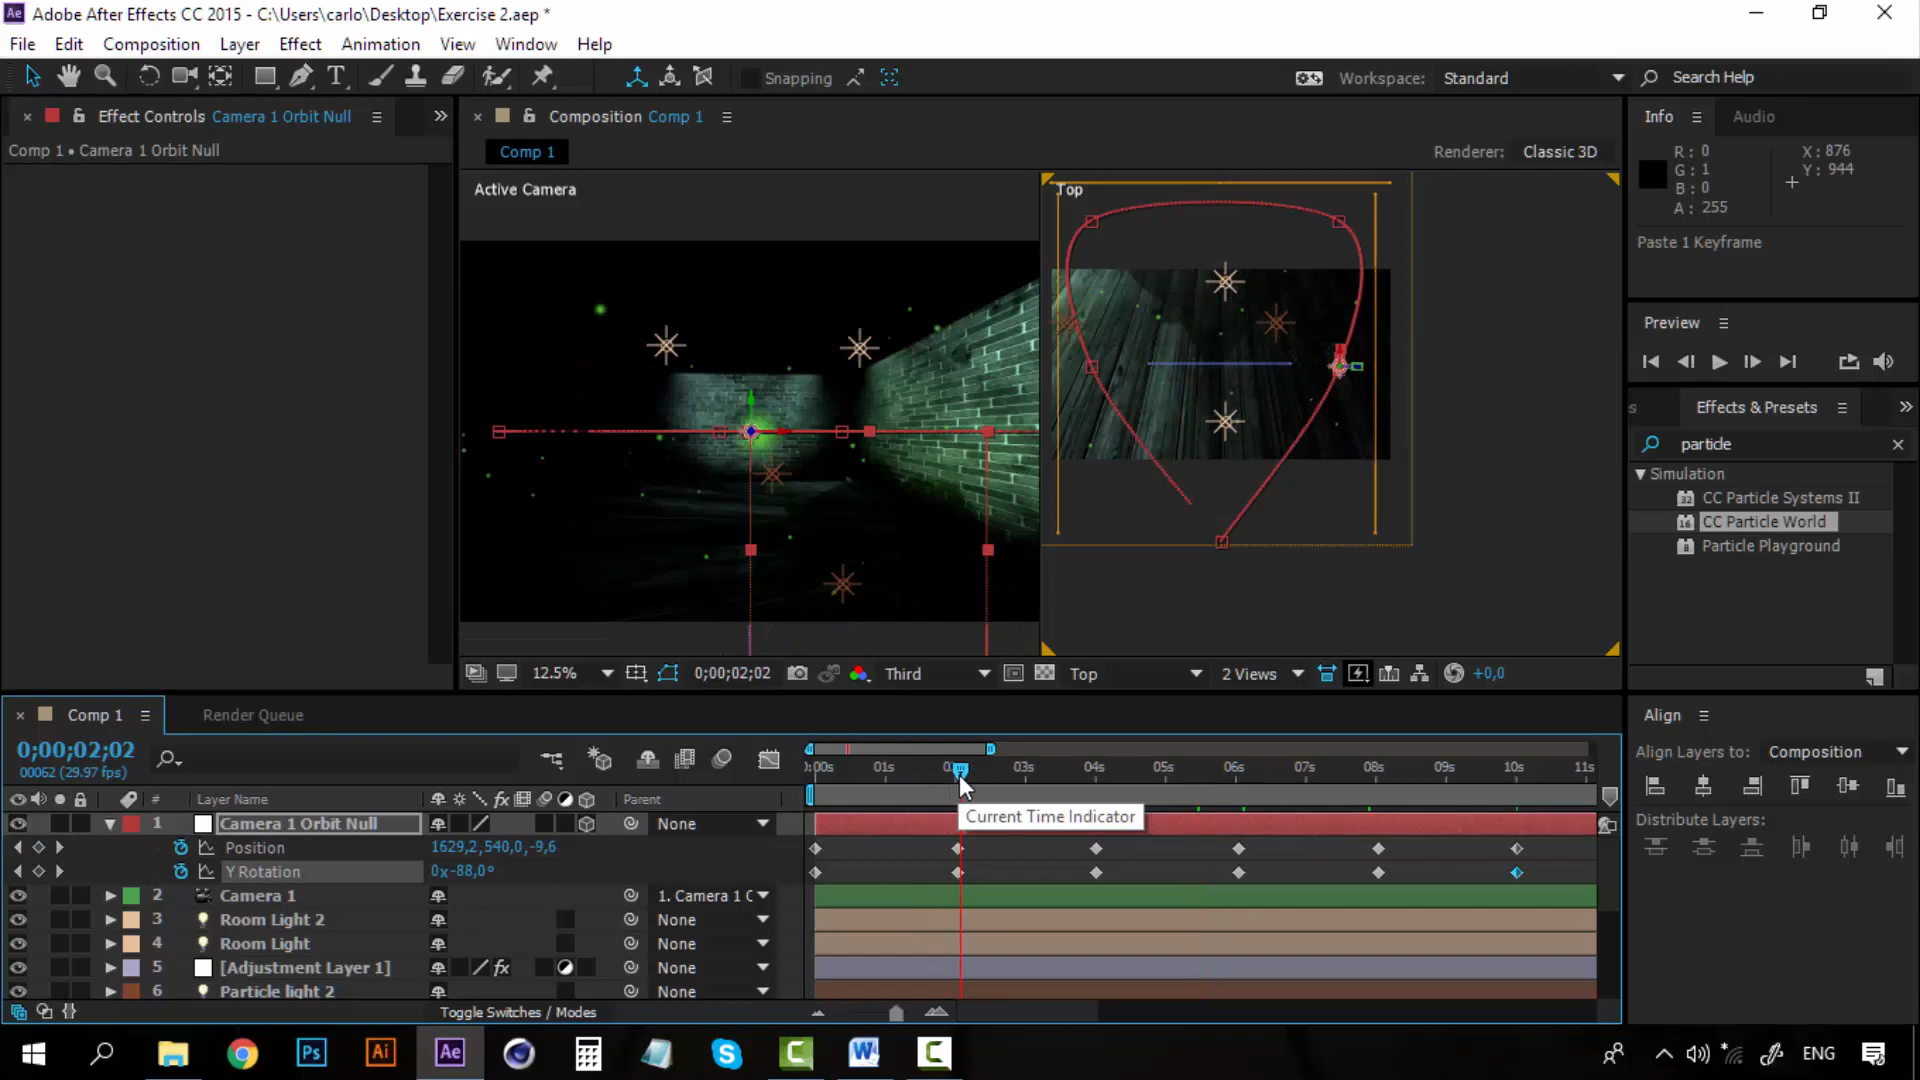 Adobe After Effects CC 2015 - C:\Users\carlo\Desktop\Exercise 2.aep *
File Edit Composition Layer Effect Animation View Window Help
Snapping
Workspace: Standard
Search Help
Effect Controls Camera 1 Orbit Null
Comp 1 • Camera 1 Orbit Null
Composition Comp 1
Comp 1
Renderer: Classic 3D
Active Camera
Top
12.5%
0;00;02;02
Third
Top
2 Views
+0,0
Info
Audio
R: 0
G: 1
B: 0
A: 255
X: 876
Y: 944
Paste 1 Keyframe
Preview
s
Effects & Presets
particle
Simulation
CC Particle Systems II
CC Particle World
Particle Playground
Comp 1
Render Queue
0;00;02;02
00062 (29.97 fps)
):00s 01s 03s 04s 05s 06s 07s 08s 09s 10s 11s
# Layer Name
fx
Parent
Current Time Indicator
1 Camera 1 Orbit Null None
Position 1629,2,540,0,-9,6
Y Rotation 0x-88,0°
2 Camera 1 1. Camera 1 C
3 Room Light 2 None
4 Room Light None
5 [Adjustment Layer 1] fx None
6 Particle light 2 None
Toggle Switches / Modes
Align
Align Layers to: Composition
Distribute Layers:
Ps
Ai
Ae
ENG